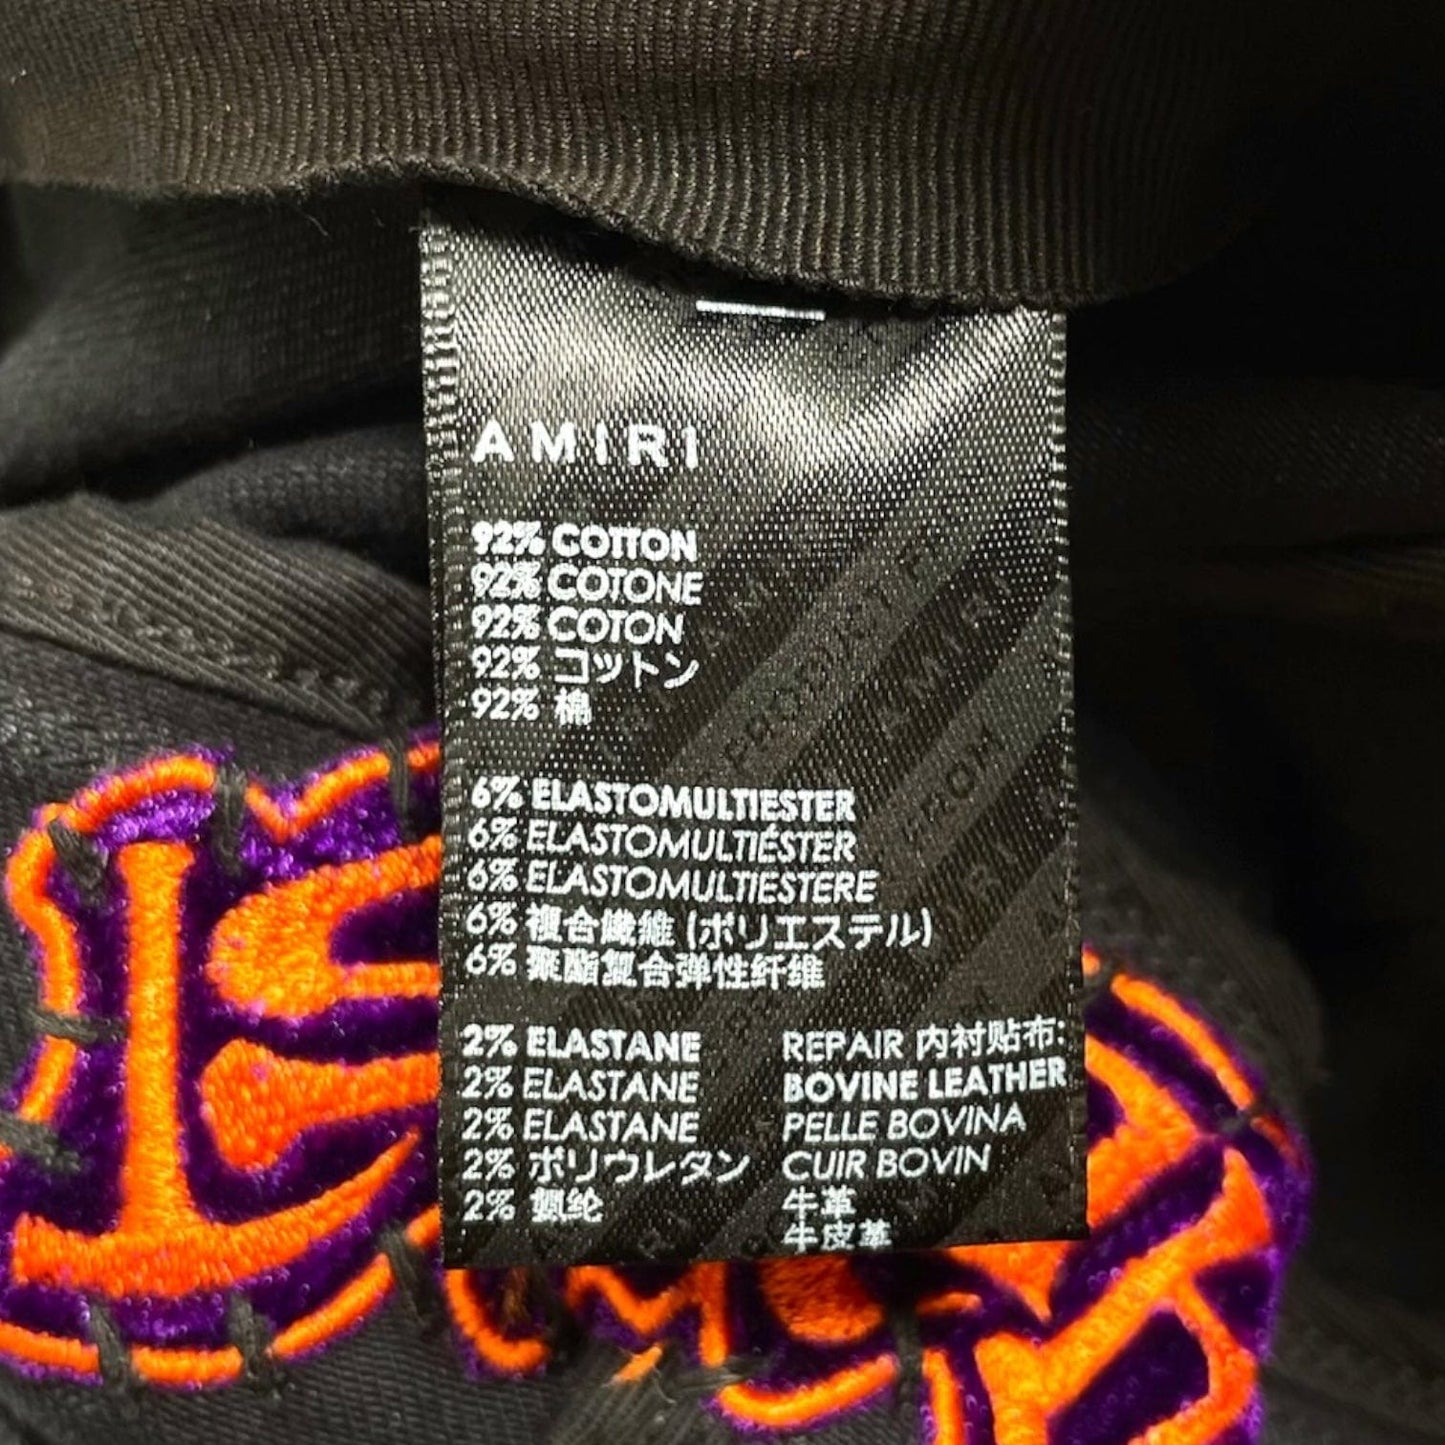 AMIRI
92% COTTON
92% COTONE
92% COTON
92% コットン
92% 棉
6% ELASTOMULTIESTER
6% ELASTOMULTIÉSTER
6% ELASTOMULTIESTERE
6% 複合繊維 (ポリエステル)
6% 聚酯复合弹性纤维
2% ELASTANE
2% ELASTANE
2% ELASTANE
2% ポリウレタン
2% 氨纶
REPAIR 内衬贴布:
BOVINE LEATHER
PELLE BOVINA
CUIR BOVIN
牛革
牛皮革